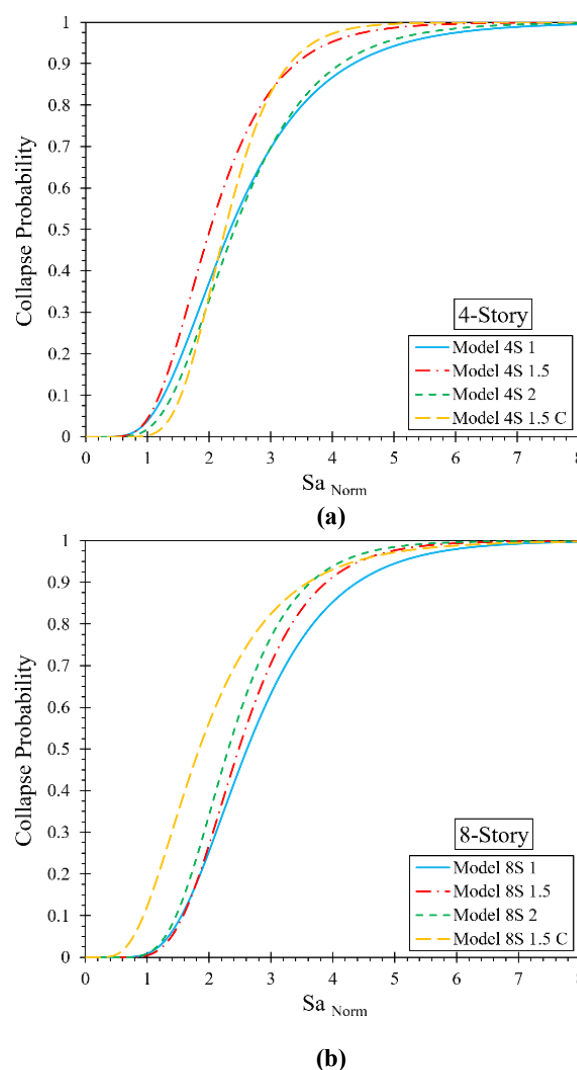 1
0.9
0.8
0.7
0.6
0.5
0.4
0.3
0.2
0.1
0
Collapse Probability
4-Story
Model 4S 1
Model 4S 1.5
Model 4S 2
Model 4S 1.5 C
0 1 2 3 4 5 6 7 8
Sa Norm
(a)
1
0.9
0.8
0.7
0.6
0.5
0.4
0.3
0.2
0.1
0
Collapse Probability
8-Story
Model 8S 1
Model 8S 1.5
Model 8S 2
Model 8S 1.5 C
0 1 2 3 4 5 6 7 8
Sa Norm
(b)